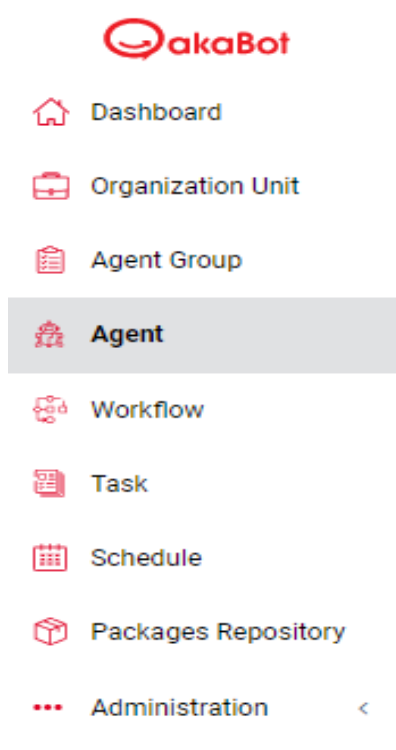 akaBot
Dashboard
Organization Unit
Agent Group
Agent
Workflow
Task
Schedule
Packages Repository
Administration <